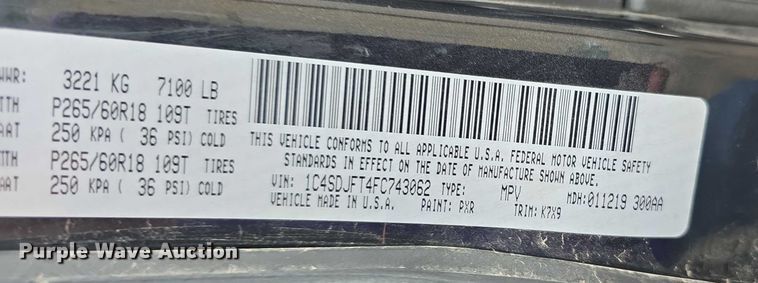 WR: 3221 KG 7100 LB
TH P265/60R18 109T TIRES
AT 250 KPA ( 36 PSI) COLD
TH P265/60R18 109T TIRES
AT 250 KPA ( 36 PSI) COLD
THIS VEHICLE CONFORMS TO ALL APPLICABLE U.S.A. FEDERAL MOTOR VEHICLE SAFETY
STANDARDS IN EFFECT ON THE DATE OF MANUFACTURE SHOWN ABOVE.
VIN: 1C4SDJFT4FC743062 TYPE: MPV MDH:011219 300AA
VEHICLE MADE IN U.S.A. PAINT: PXR TRIM: K7X9
Purple Wave Auction